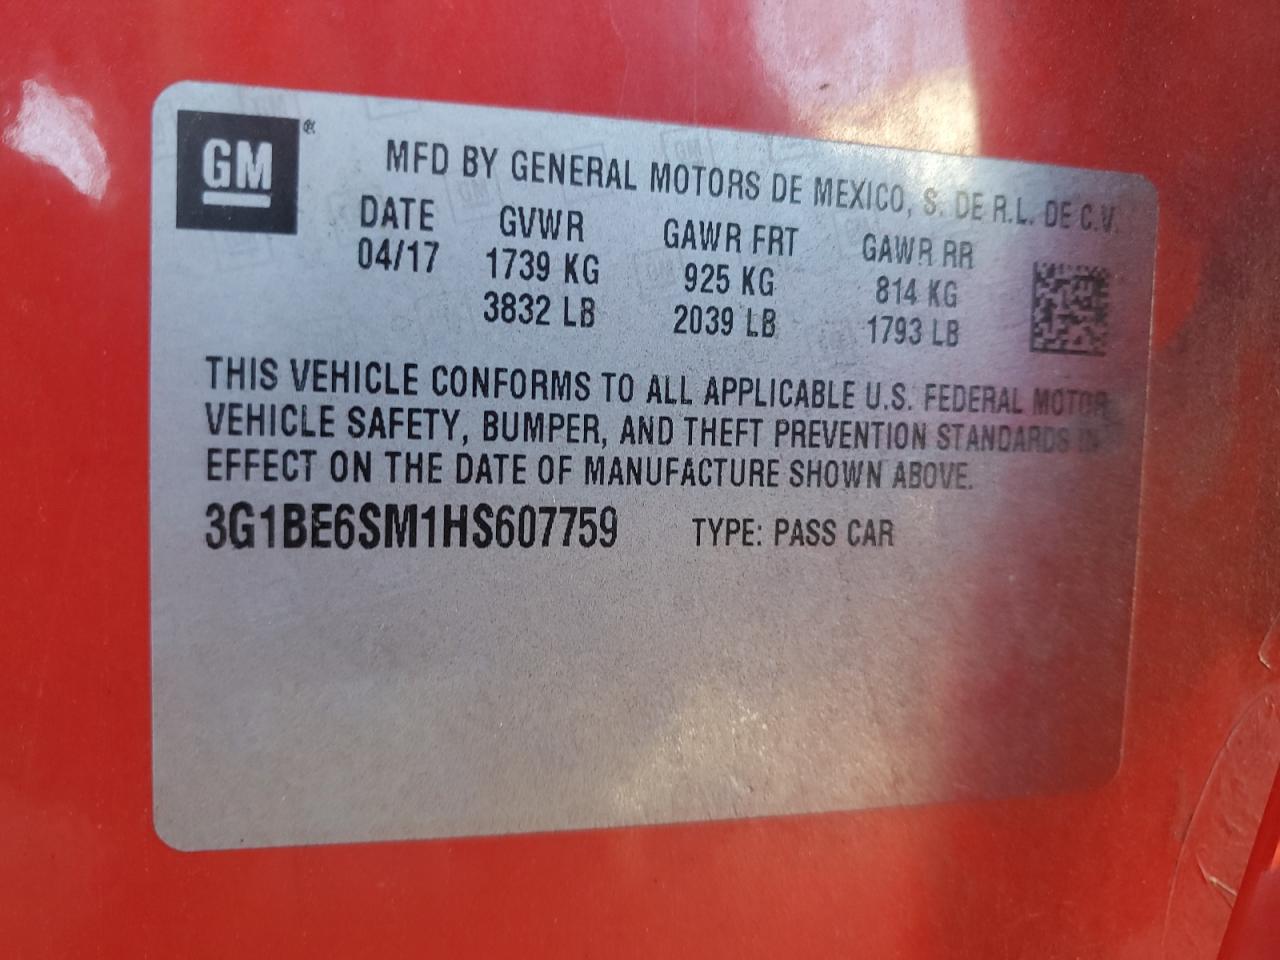 GM®
MFD BY GENERAL MOTORS DE MEXICO, S. DE R.L. DE C.V.
DATE GVWR GAWR FRT GAWR RR
04/17 1739 KG 925 KG 814 KG
3832 LB 2039 LB 1793 LB
THIS VEHICLE CONFORMS TO ALL APPLICABLE U.S. FEDERAL MOTOR
VEHICLE SAFETY, BUMPER, AND THEFT PREVENTION STANDARDS IN
EFFECT ON THE DATE OF MANUFACTURE SHOWN ABOVE.
3G1BE6SM1HS607759 TYPE: PASS CAR